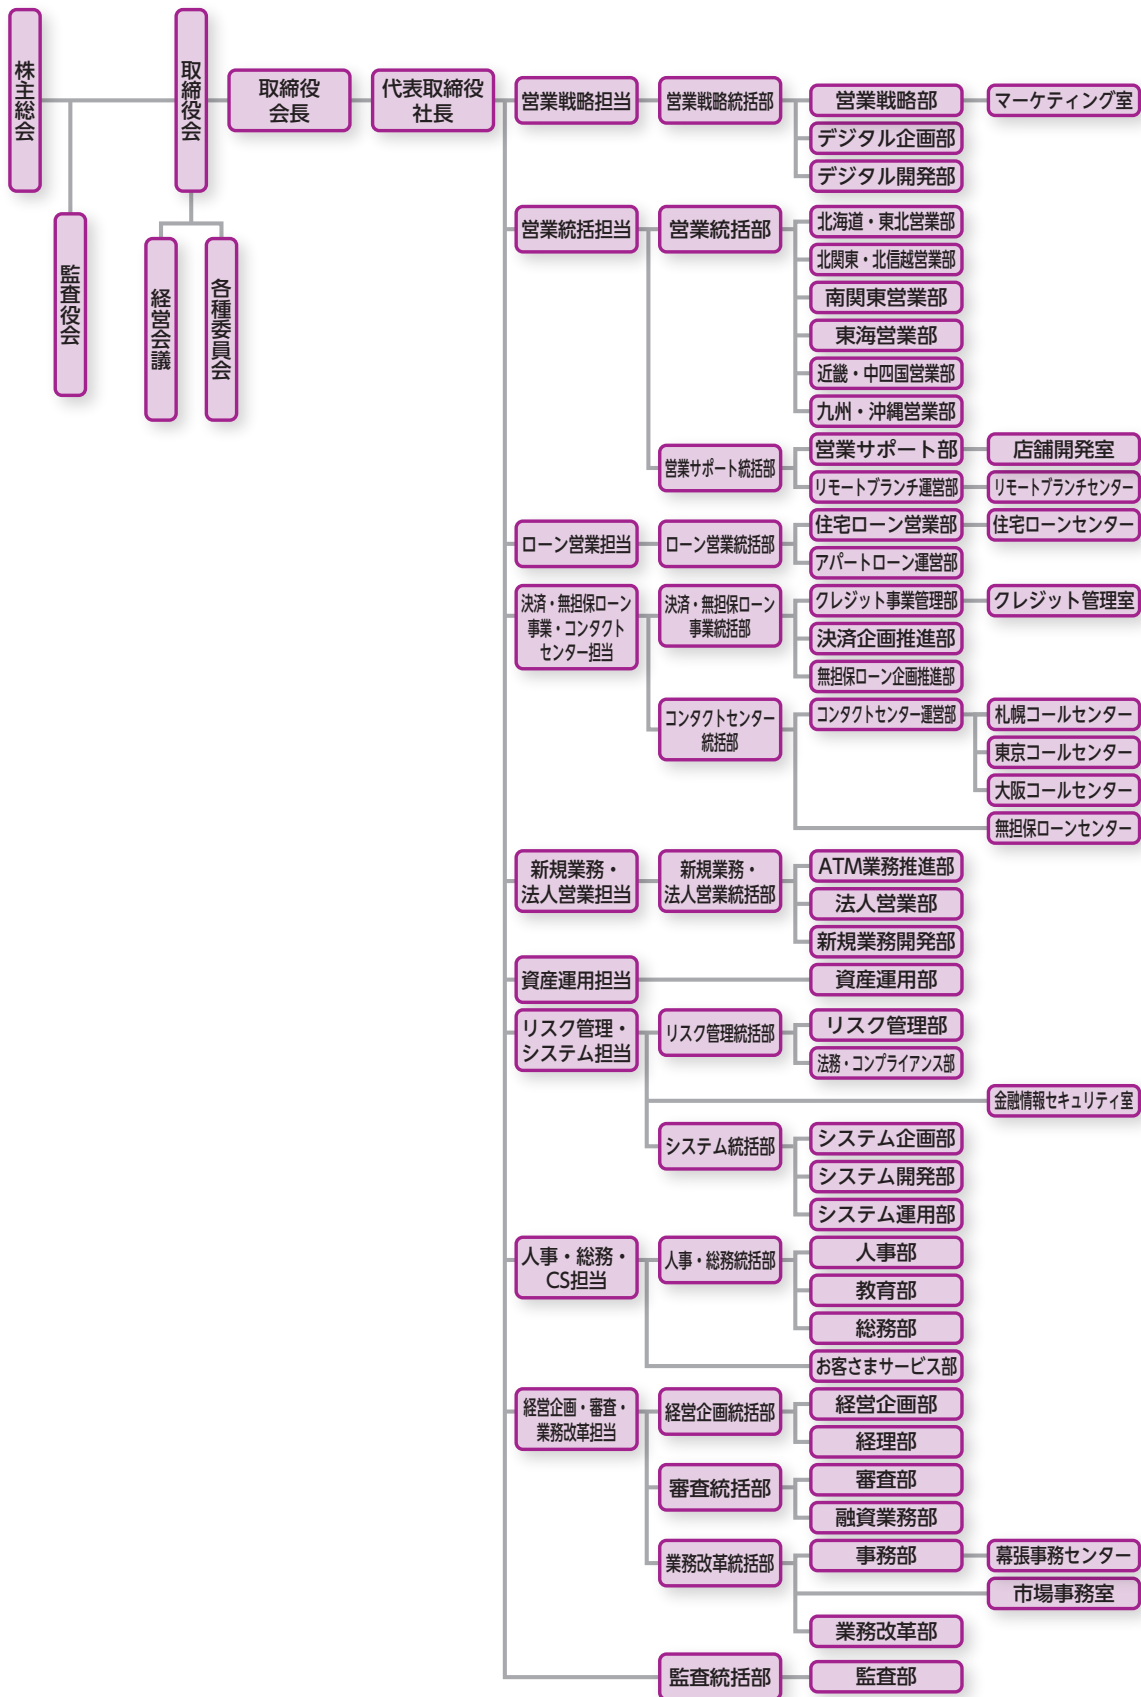 株主総会
取締役会
取締役
会長
代表取締役
社長
監査役会
経営会議
各種委員会
営業戦略担当
営業戦略統括部
営業戦略部
マーケティング室
デジタル企画部
デジタル開発部
営業統括担当
営業統括部
北海道・東北営業部
北関東・北信越営業部
南関東営業部
東海営業部
近畿・中四国営業部
九州・沖縄営業部
営業サポート統括部
営業サポート部
店舗開発室
リモートブランチ運営部
リモートブランチセンター
ローン営業担当
ローン営業統括部
住宅ローン営業部
住宅ローンセンター
アパートローン運営部
決済・無担保ローン
事業・コンタクト
センター担当
決済・無担保ローン
事業統括部
クレジット事業管理部
クレジット管理室
決済企画推進部
無担保ローン企画推進部
コンタクトセンター
統括部
コンタクトセンター運営部
札幌コールセンター
東京コールセンター
大阪コールセンター
無担保ローンセンター
新規業務・
法人営業担当
新規業務・
法人営業統括部
ATM業務推進部
法人営業部
新規業務開発部
資産運用担当
資産運用部
リスク管理・
システム担当
リスク管理統括部
リスク管理部
法務・コンプライアンス部
金融情報セキュリティ室
システム統括部
システム企画部
システム開発部
システム運用部
人事・総務・
CS担当
人事・総務統括部
人事部
教育部
総務部
お客さまサービス部
経営企画・審査・
業務改革担当
経営企画統括部
経営企画部
経理部
審査統括部
審査部
融資業務部
業務改革統括部
事務部
幕張事務センター
市場事務室
業務改革部
監査統括部
監査部